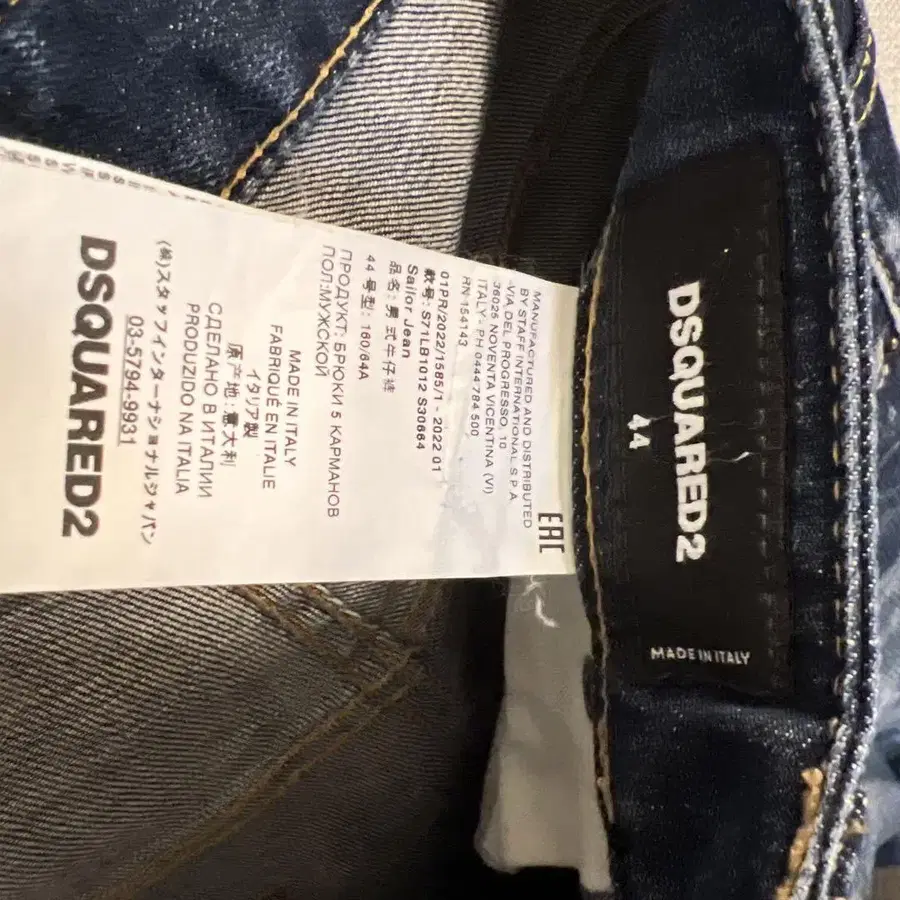 EAC
MANUFACTURED AND DISTRIBUTED
BY STAFF INTERNATIONAL S.P.A.
-VIA DEL PROGRESSO, 10
36025 NOVENTA VICENTINA (VI)
ITALY - PH 0444 784 500
RN 154143
01PR/2022/1585/1 - 2022 01
款号: S71LB1012 S30664
Sailor Jean
品名: 男式牛仔裤
44 号型: 160/64A
ПРОДУКТ: БРЮКИ 5 КАРМАНОВ
ПОЛ:МУЖСКОЙ
MADE IN ITALY
FABRIQUÉ EN ITALIE
イタリア製
原产地: 意大利
СДЕЛАНО В ИТАЛИИ
PRODUZIDO NA ITALIA
(株)スタッフインターナショナルジャパン
03-5794-9931
DSQUARED2
DSQUARED2
44
MADE IN ITALY